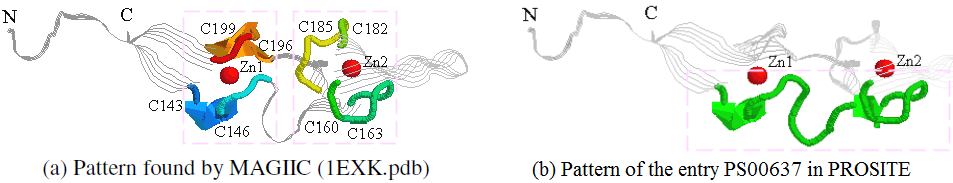 N
C
C199
C196
C185
C182
Zn1
Zn2
C143
C146
C160
C163
(a) Pattern found by MAGIIC (1EXK.pdb)
N
C
Zn1
Zn2
(b) Pattern of the entry PS00637 in PROSITE